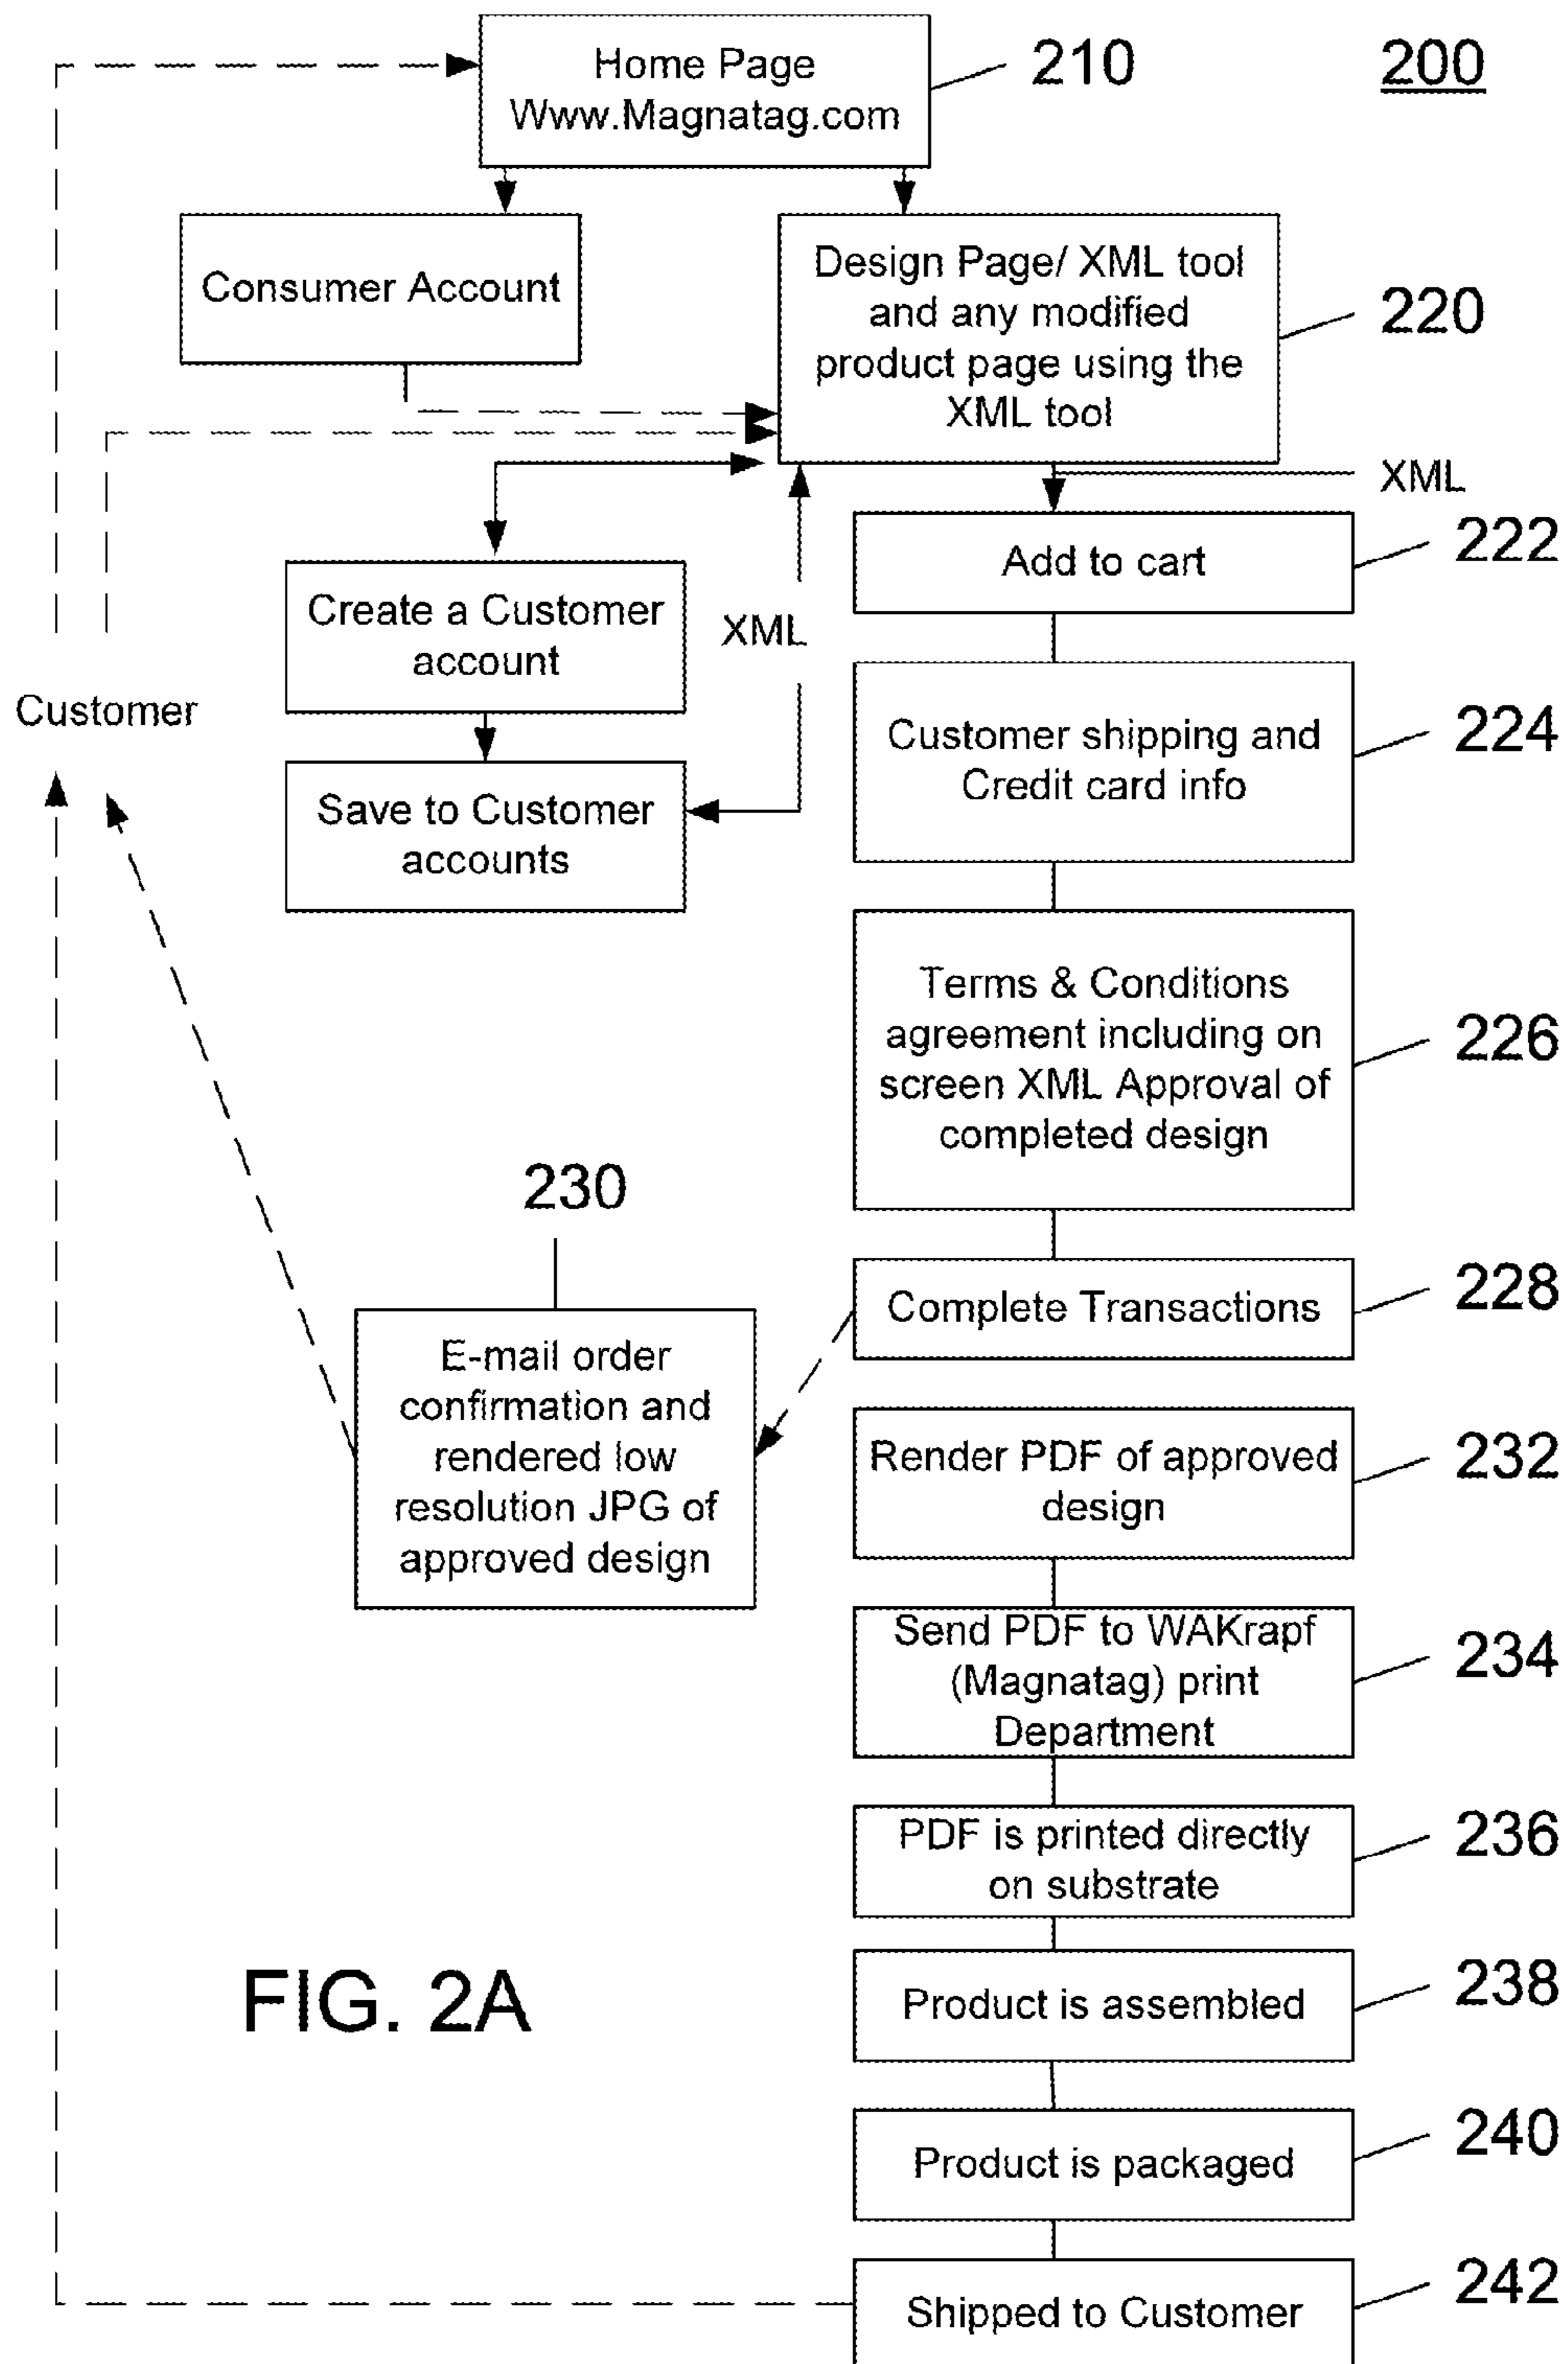 200
Home Page
Www.Magnatag.com
210
Consumer Account
Design Page/ XML tool
and any modified
product page using the
XML tool
220
XML
Add to cart
222
Create a Customer
account
XML
Customer
Save to Customer
accounts
Customer shipping and
Credit card info
224
Terms & Conditions
agreement including on
screen XML Approval of
completed design
226
Complete Transactions
228
230
E-mail order
confirmation and
rendered low
resolution JPG of
approved design
Render PDF of approved
design
232
Send PDF to WAKrapf
(Magnatag) print
Department
234
PDF is printed directly
on substrate
236
Product is assembled
238
FIG. 2A
Product is packaged
240
Shipped to Customer
242